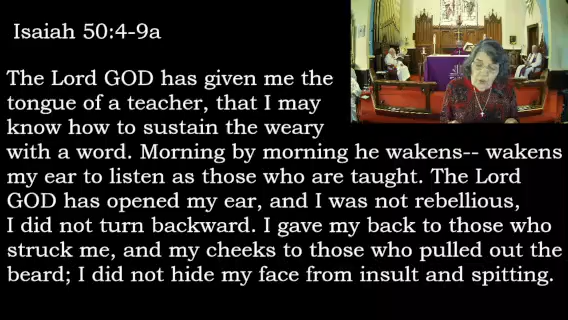 Isaiah 50:4-9a
The Lord GOD has given me the
tongue of a teacher, that I may
know how to sustain the weary
with a word. Morning by morning he wakens-- wakens
my ear to listen as those who are taught. The Lord
GOD has opened my ear, and I was not rebellious,
I did not turn backward. I gave my back to those who
struck me, and my cheeks to those who pulled out the
beard; I did not hide my face from insult and spitting.